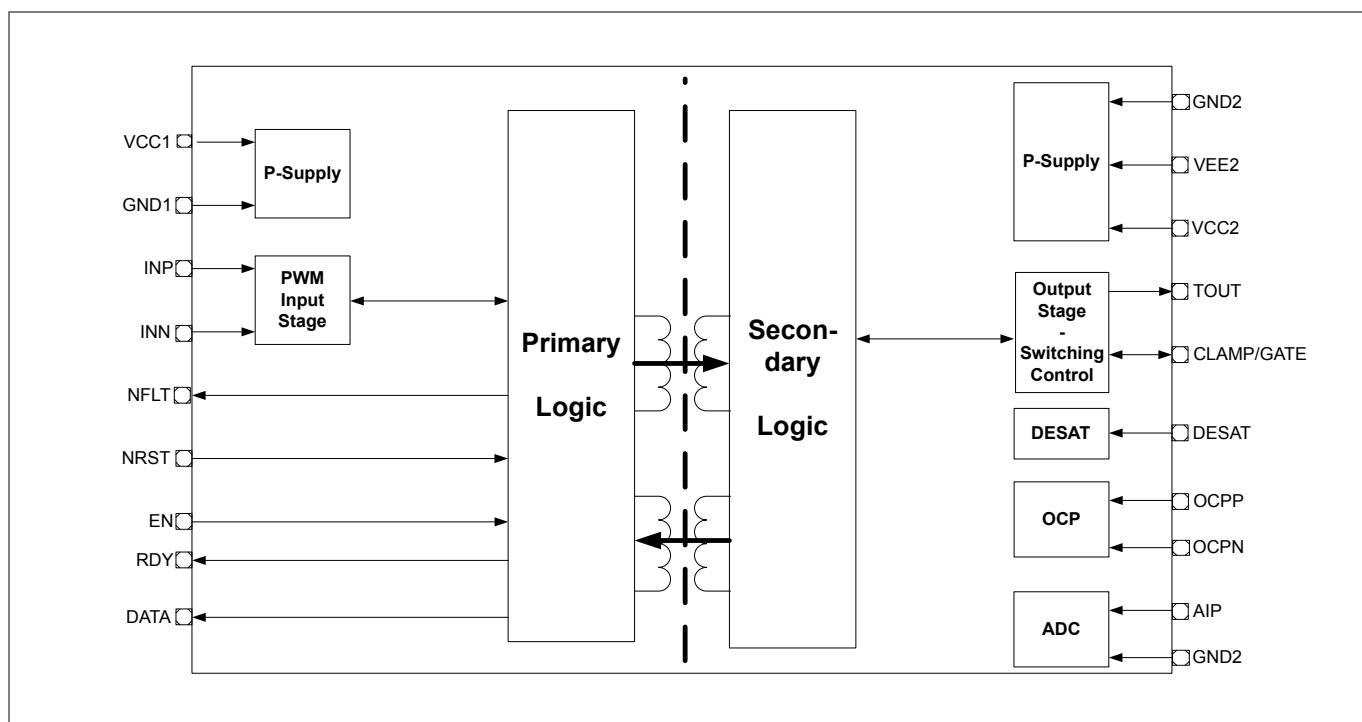 VCC1
P-Supply
GND1
INP
PWM
Input
Stage
INN
NFLT
NRST
EN
RDY
DATA
Primary
Logic
Secon-
dary
Logic
P-Supply
GND2
VEE2
VCC2
Output
Stage
-
Switching
Control
TOUT
CLAMP/GATE
DESAT
DESAT
OCP
OCPP
OCPN
ADC
AIP
GND2